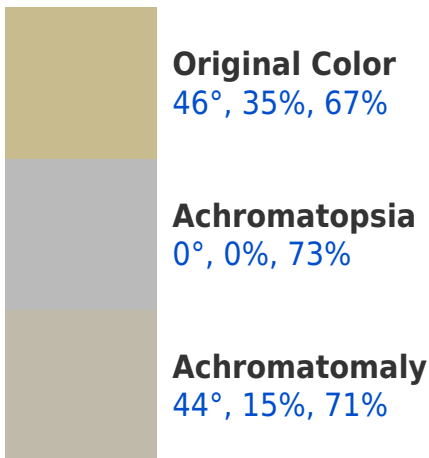 Original Color
46°, 35%, 67%
Achromatopsia
0°, 0%, 73%
Achromatomaly
44°, 15%, 71%